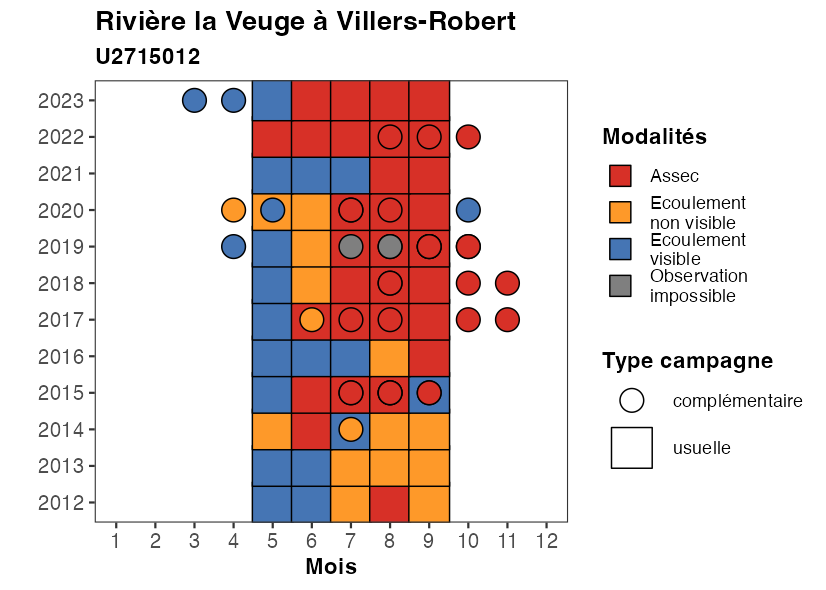 Rivière la Veuge à Villers-Robert
U2715012
2023
2022
2021
2020
2019
2018
2017
2016
2015
2014
2013
2012
1 2 3 4 5 6 7 8 9 10 11 12
Mois
Modalités
Assec
Ecoulement
non visible
Ecoulement
visible
Observation
impossible
Type campagne
complémentaire
usuelle